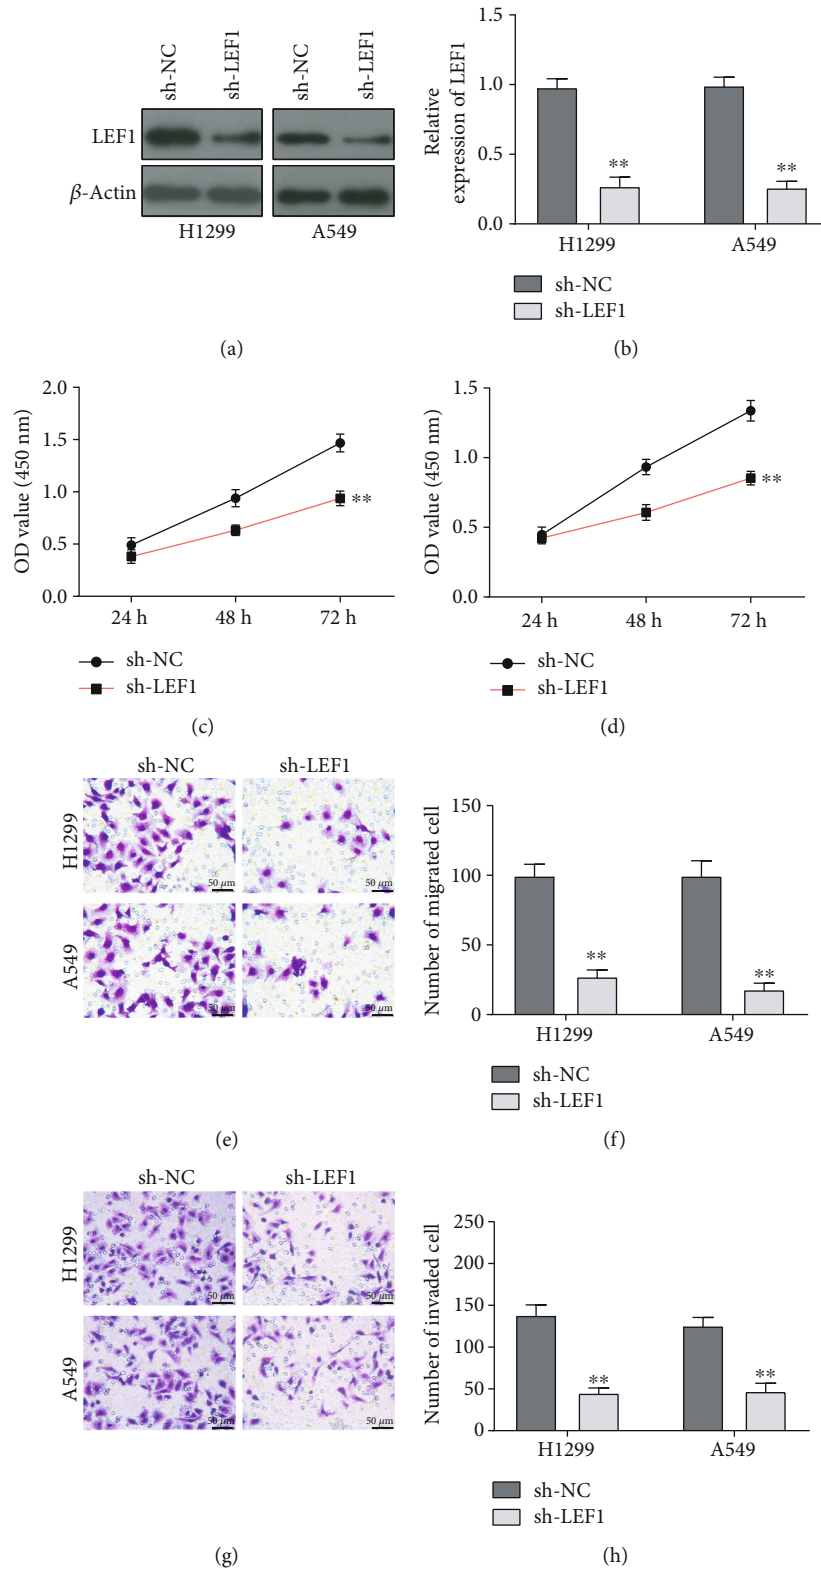 sh-NC
sh-LEF1
sh-NC
sh-LEF1
LEF1
β-Actin
H1299
A549
(a)
Relative
expression of LEF1
1.5
1.0
0.5
0.0
**
**
H1299
A549
sh-NC
sh-LEF1
(b)
OD value (450 nm)
2.0
1.5
1.0
0.5
0.0
**
24 h
48 h
72 h
sh-NC
sh-LEF1
(c)
OD value (450 nm)
1.5
1.0
0.5
0.0
**
24 h
48 h
72 h
sh-NC
sh-LEF1
(d)
sh-NC
sh-LEF1
H1299
50 μm
50 μm
A549
50 μm
50 μm
(e)
Number of migrated cell
150
100
50
0
**
**
H1299
A549
sh-NC
sh-LEF1
(f)
sh-NC
sh-LEF1
H1299
50 μm
50 μm
A549
50 μm
50 μm
(g)
Number of invaded cell
250
200
150
100
50
0
**
**
H1299
A549
sh-NC
sh-LEF1
(h)